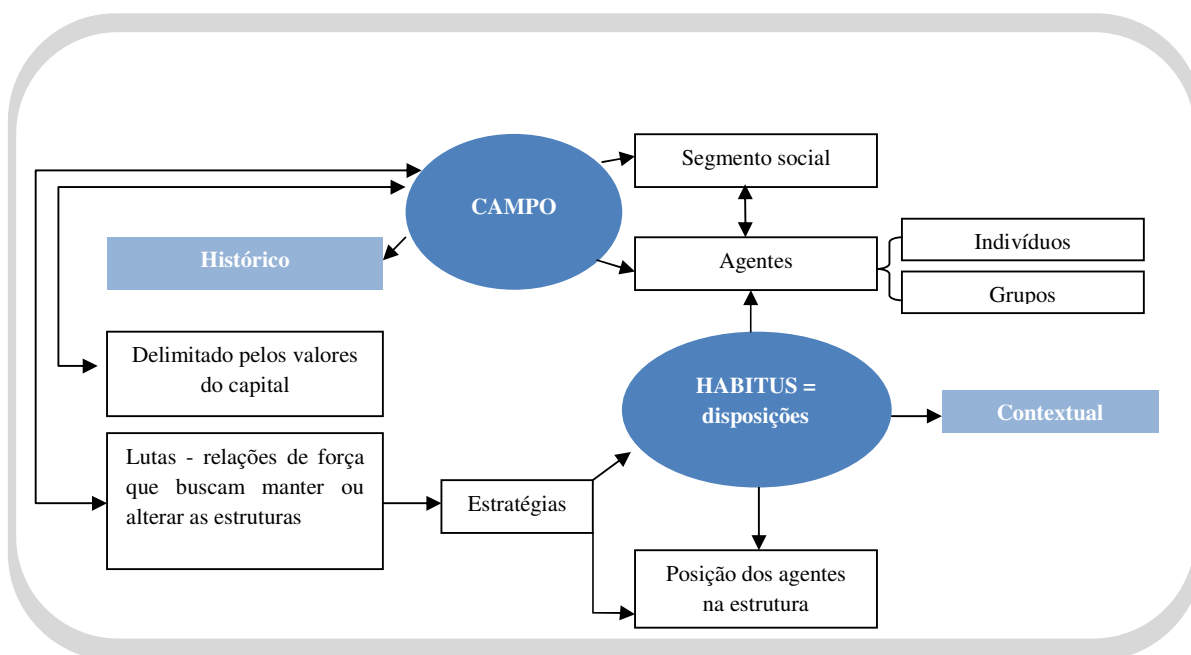 Segmento social
CAMPO
Histórico
Agentes
Indivíduos
Grupos
Delimitado pelos valores
do capital
HABITUS =
disposições
Contextual
Lutas - relações de força
que buscam manter ou
alterar as estruturas
Estratégias
Posição dos agentes
na estrutura